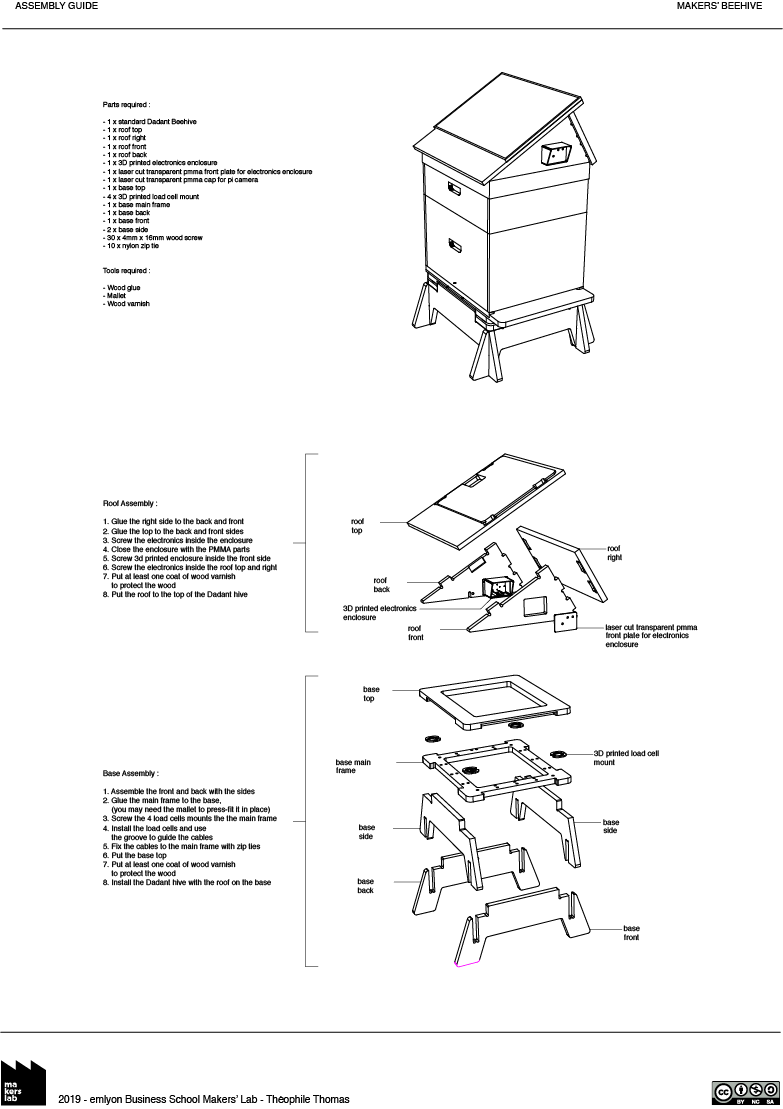 ASSEMBLY GUIDE
MAKERS' BEEHIVE
Parts required :
- 1 x standard Dadant Beehive
- 1 x roof top
- 1 x roof right
- 1 x roof front
- 1 x roof back
- 1 x 3D printed electronics enclosure
- 1 x laser cut transparent pmma front plate for electronics enclosure
- 1 x laser cut transparent pmma cap for pi camera
- 1 x base top
- 4 x 3D printed load cell mount
- 1 x base main frame
- 1 x base back
- 1 x base front
- 2 x base side
- 30 x 4mm x 16mm wood screw
- 10 x nylon zip tie
Tools required :
- Wood glue
- Mallet
- Wood varnish
Roof Assembly :
1. Glue the right side to the back and front
2. Glue the top to the back and front sides
3. Screw the electronics inside the enclosure
4. Close the enclosure with the PMMA parts
5. Screw 3d printed enclosure inside the front side
6. Screw the electronics inside the roof top and right
7. Put at least one coat of wood varnish
to protect the wood
8. Put the roof to the top of the Dadant hive
roof
top
roof
right
roof
back
3D printed electronics
enclosure
roof
front
laser cut transparent pmma
front plate for electronics
enclosure
Base Assembly :
1. Assemble the front and back with the sides
2. Glue the main frame to the base,
(you may need the mallet to press-fit it in place)
3. Screw the 4 load cells mounts the the main frame
4. Install the load cells and use
the groove to guide the cables
5. Fix the cables to the main frame with zip ties
6. Put the base top
7. Put at least one coat of wood varnish
to protect the wood
8. Install the Dadant hive with the roof on the base
base
top
3D printed load cell
mount
base main
frame
base
side
base
side
base
back
base
front
ma
kers
lab
2019 - emlyon Business School Makers' Lab - Théophile Thomas
cc
BY NC SA